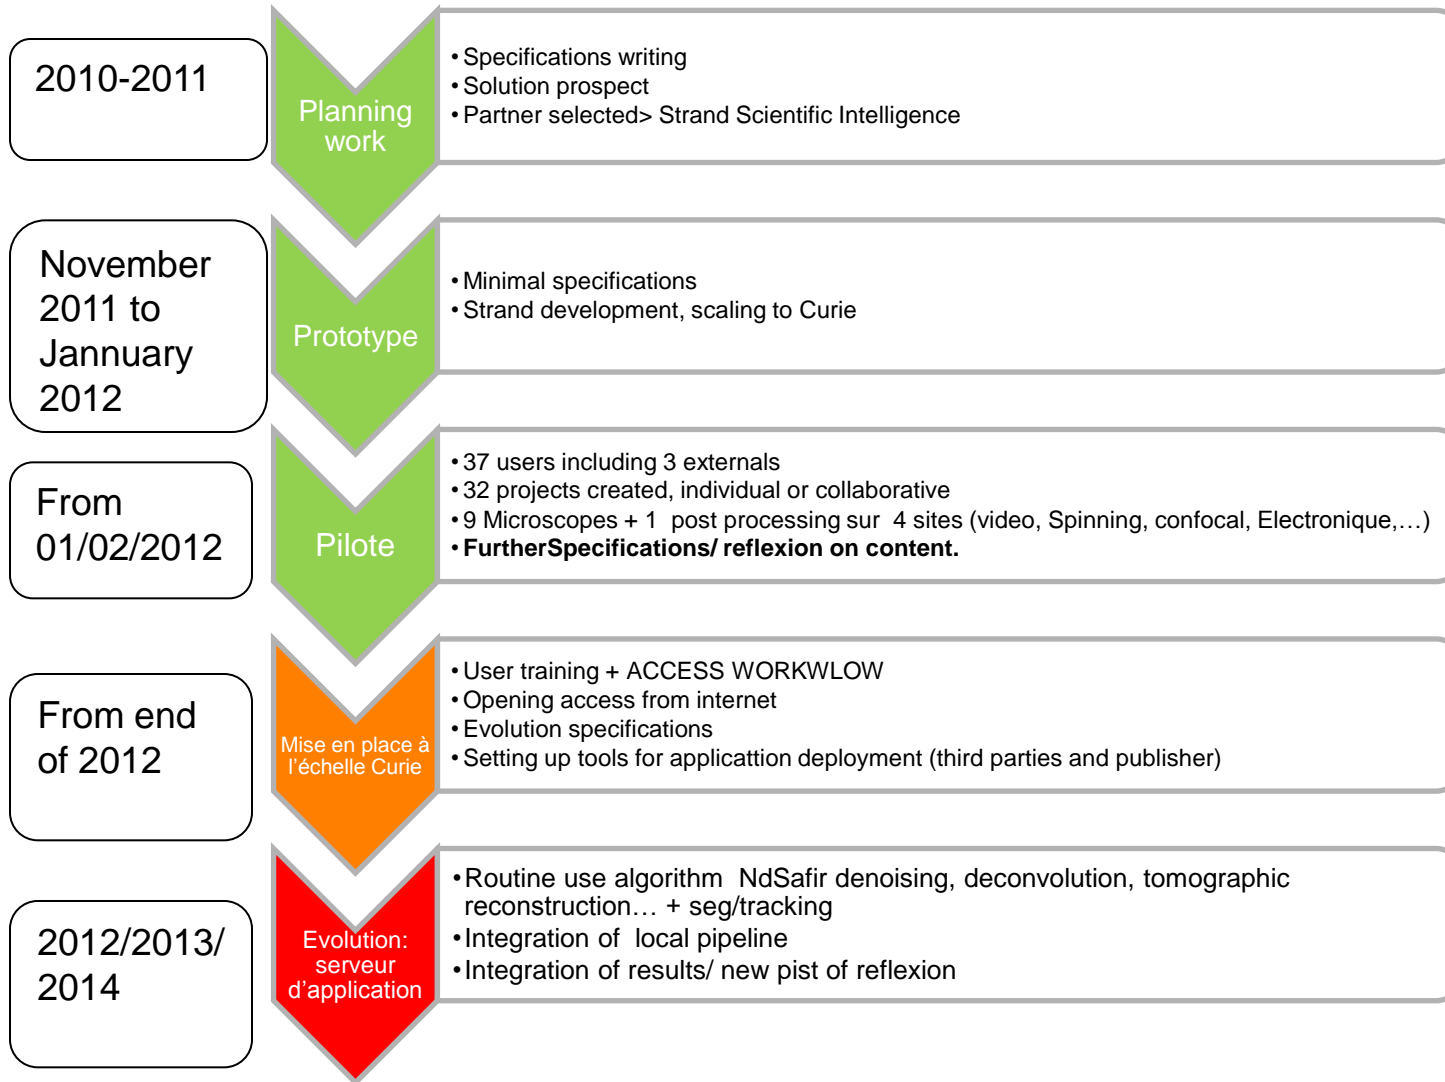 2010-2011
Planning
work
• Specifications writing
• Solution prospect
• Partner selected> Strand Scientific Intelligence
November
2011 to
Jannuary
2012
Prototype
• Minimal specifications
• Strand development, scaling to Curie
From
01/02/2012
Pilote
• 37 users including 3 externals
• 32 projects created, individual or collaborative
• 9 Microscopes + 1 post processing sur 4 sites (video, Spinning, confocal, Electronique,…)
• FurtherSpecifications/ reflexion on content.
From end
of 2012
Mise en place à
l'échelle Curie
• User training + ACCESS WORKWLOW
• Opening access from internet
• Evolution specifications
• Setting up tools for applicattion deployment (third parties and publisher)
2012/2013/
2014
Evolution:
serveur
d'application
• Routine use algorithm NdSafir denoising, deconvolution, tomographic
reconstruction… + seg/tracking
• Integration of local pipeline
• Integration of results/ new pist of reflexion